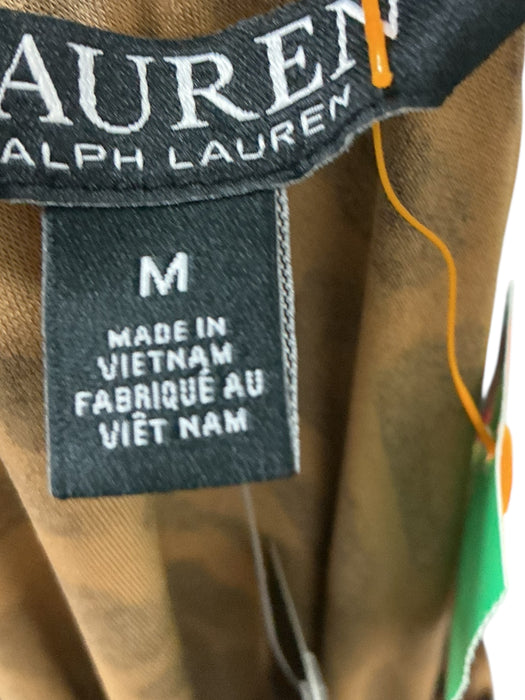 AUREN
ALPH LAUREN
M
MADE IN
VIETNAM
FABRIQUÉ AU
VIÊT NAM